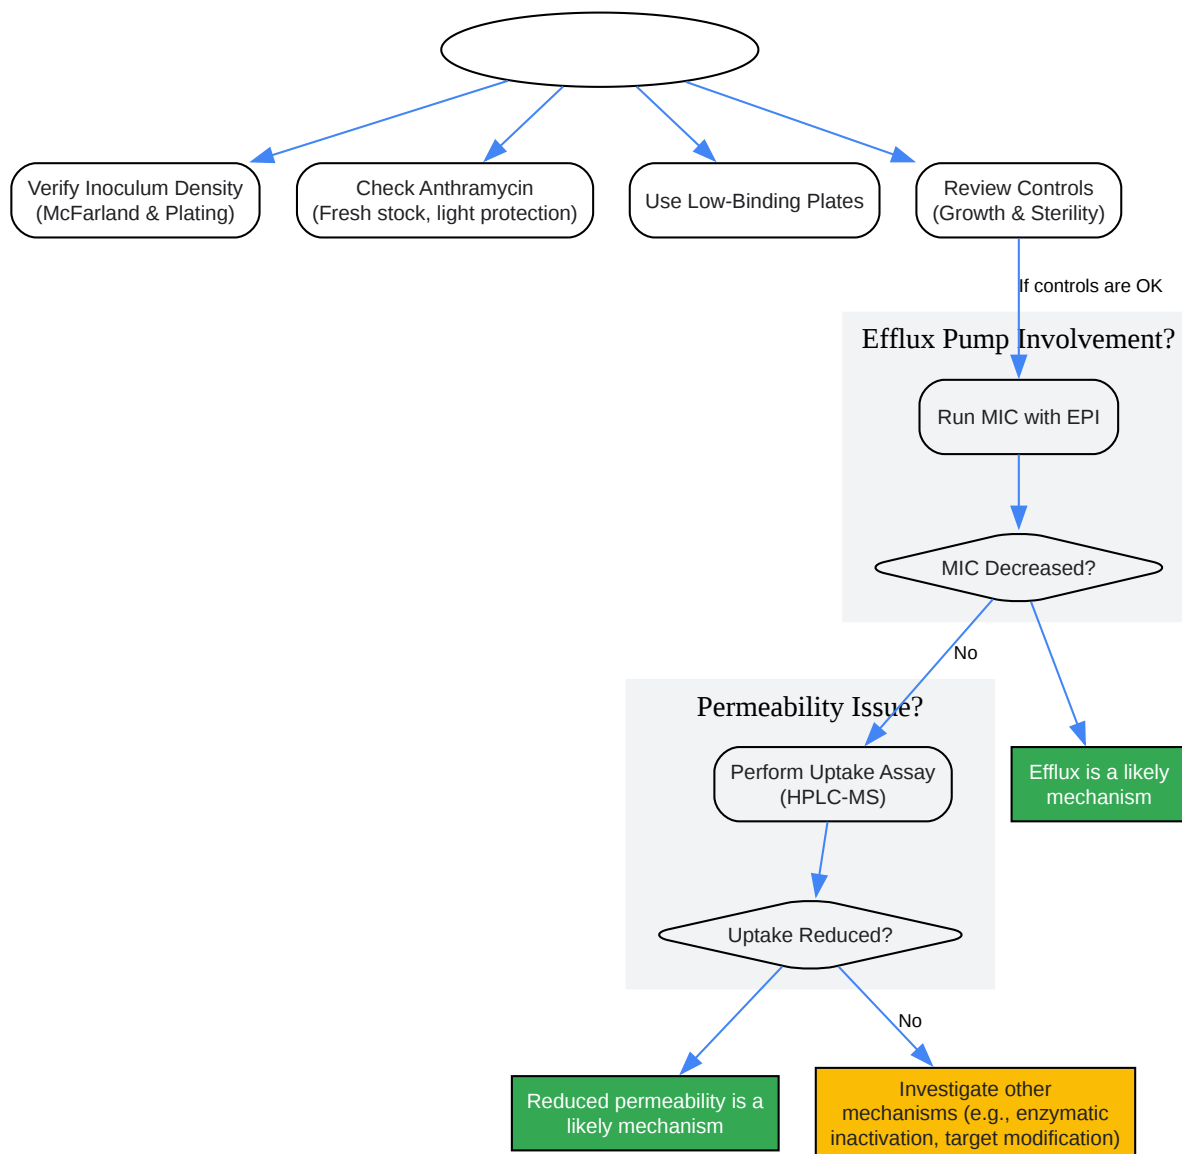 Verify Inoculum Density
(McFarland & Plating)
Check Anthramycin
(Fresh stock, light protection)
Use Low-Binding Plates
Review Controls
(Growth & Sterility)
If controls are OK
Efflux Pump Involvement?
Run MIC with EPI
MIC Decreased?
No
Permeability Issue?
Perform Uptake Assay
(HPLC-MS)
Efflux is a likely
mechanism
Uptake Reduced?
No
Reduced permeability is a
likely mechanism
Investigate other
mechanisms (e.g., enzymatic
inactivation, target modification)